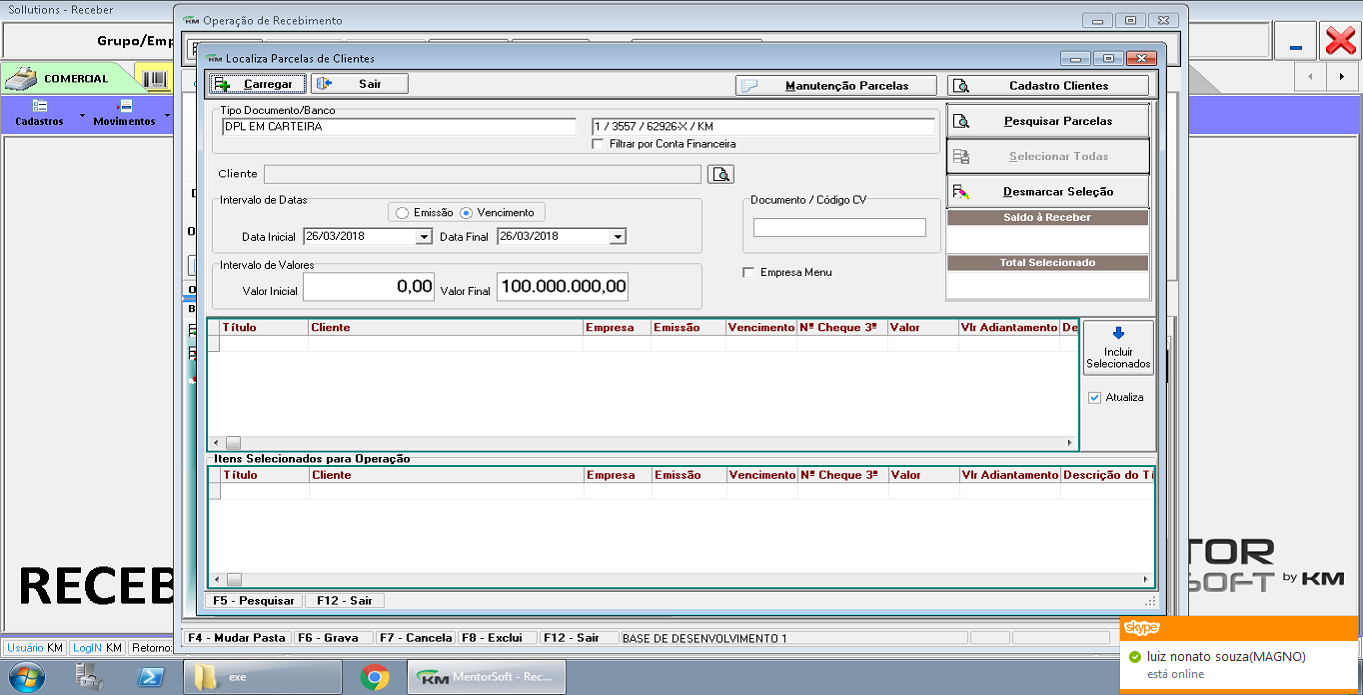 Sollutions - Receber
KM Operação de Recebimento
Grupo/Emp
KM Localiza Parcelas de Clientes
COMERCIAL
Carregar
Sair
Manutenção Parcelas
Cadastro Clientes
Cadastros
Movimentos
Tipo Documento/Banco
DPL EM CARTEIRA
1 / 3557 / 62926-X / KM
Filtrar por Conta Financeira
Pesquisar Parcelas
Selecionar Todas
Desmarcar Seleção
Cliente
Intervalo de Datas
Emissão
Vencimento
Data Inicial
26/03/2018
Data Final
26/03/2018
Documento / Código CV
Saldo à Receber
Total Selecionado
Intervalo de Valores
Valor Inicial
0,00
Valor Final
100.000.000,00
Empresa Menu
Título Cliente Empresa Emissão Vencimento Nº Cheque 3º Valor Vlr Adiantamento De
Incluir
Selecionados
Atualiza
Itens Selecionados para Operação
Título Cliente Empresa Emissão Vencimento Nº Cheque 3º Valor Vlr Adiantamento Descrição do Tí
RECEB
TOR
SOFT by KM
F5 - Pesquisar
F12 - Sair
F4 - Mudar Pasta
F6 - Grava
F7 - Cancela
F8 - Exclui
F12 - Sair
BASE DE DESENVOLVIMENTO 1
Usuário KM
LogIN KM
Retorno:
skype
luiz nonato souza(MAGNO)
está online
exe
KM MentorSoft - Rec...